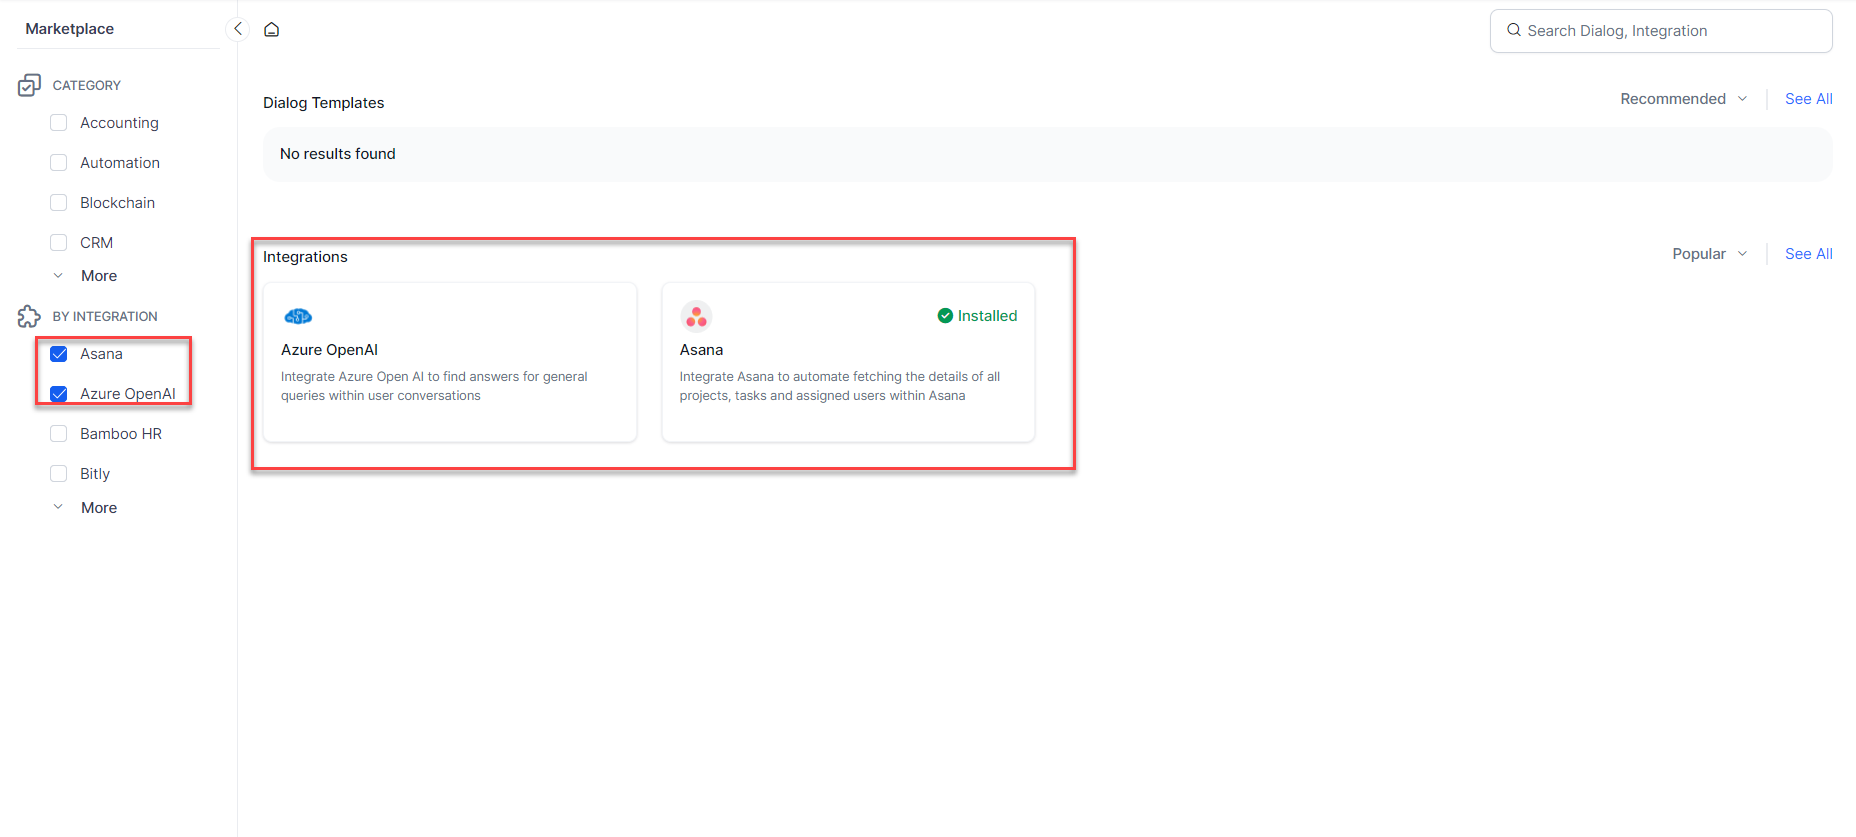 Marketplace
Search Dialog, Integration
CATEGORY
Accounting
Automation
Blockchain
CRM
More
BY INTEGRATION
Asana
Azure OpenAI
Bamboo HR
Bitly
More
Dialog Templates
Recommended
See All
No results found
Integrations
Popular
See All
Azure OpenAI
Integrate Azure Open AI to find answers for general
queries within user conversations
Installed
Asana
Integrate Asana to automate fetching the details of all
projects, tasks and assigned users within Asana